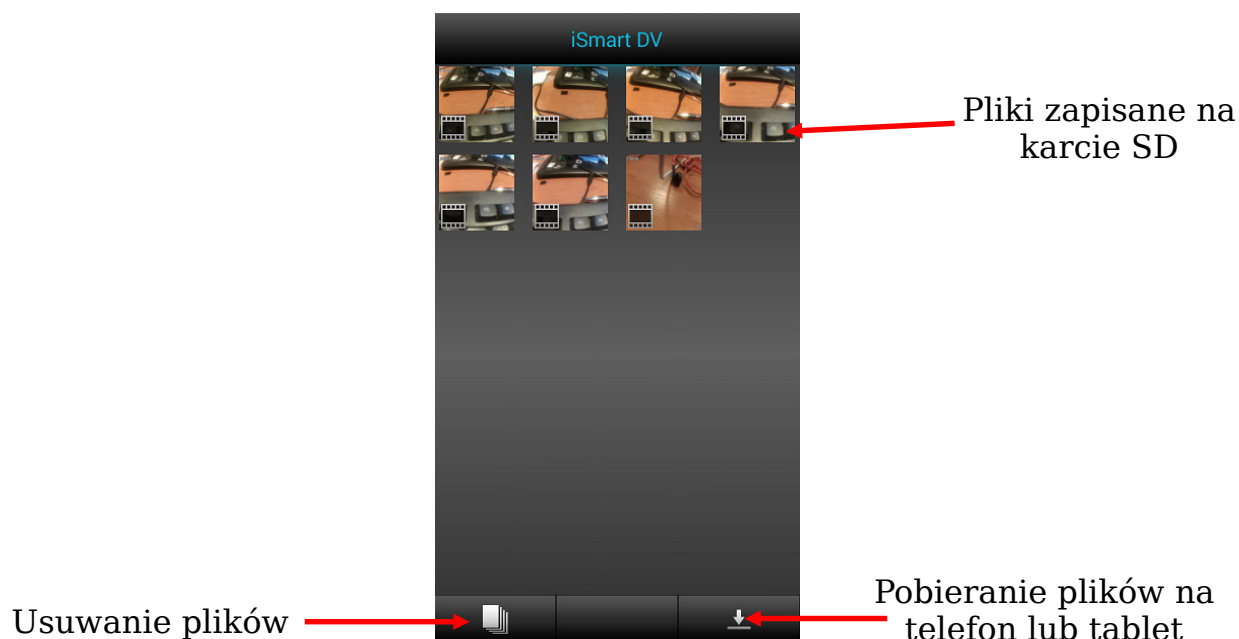 iSmart DV
Pliki zapisane na
karcie SD
Usuwanie plików
Pobieranie plików na
telefon lub tablet